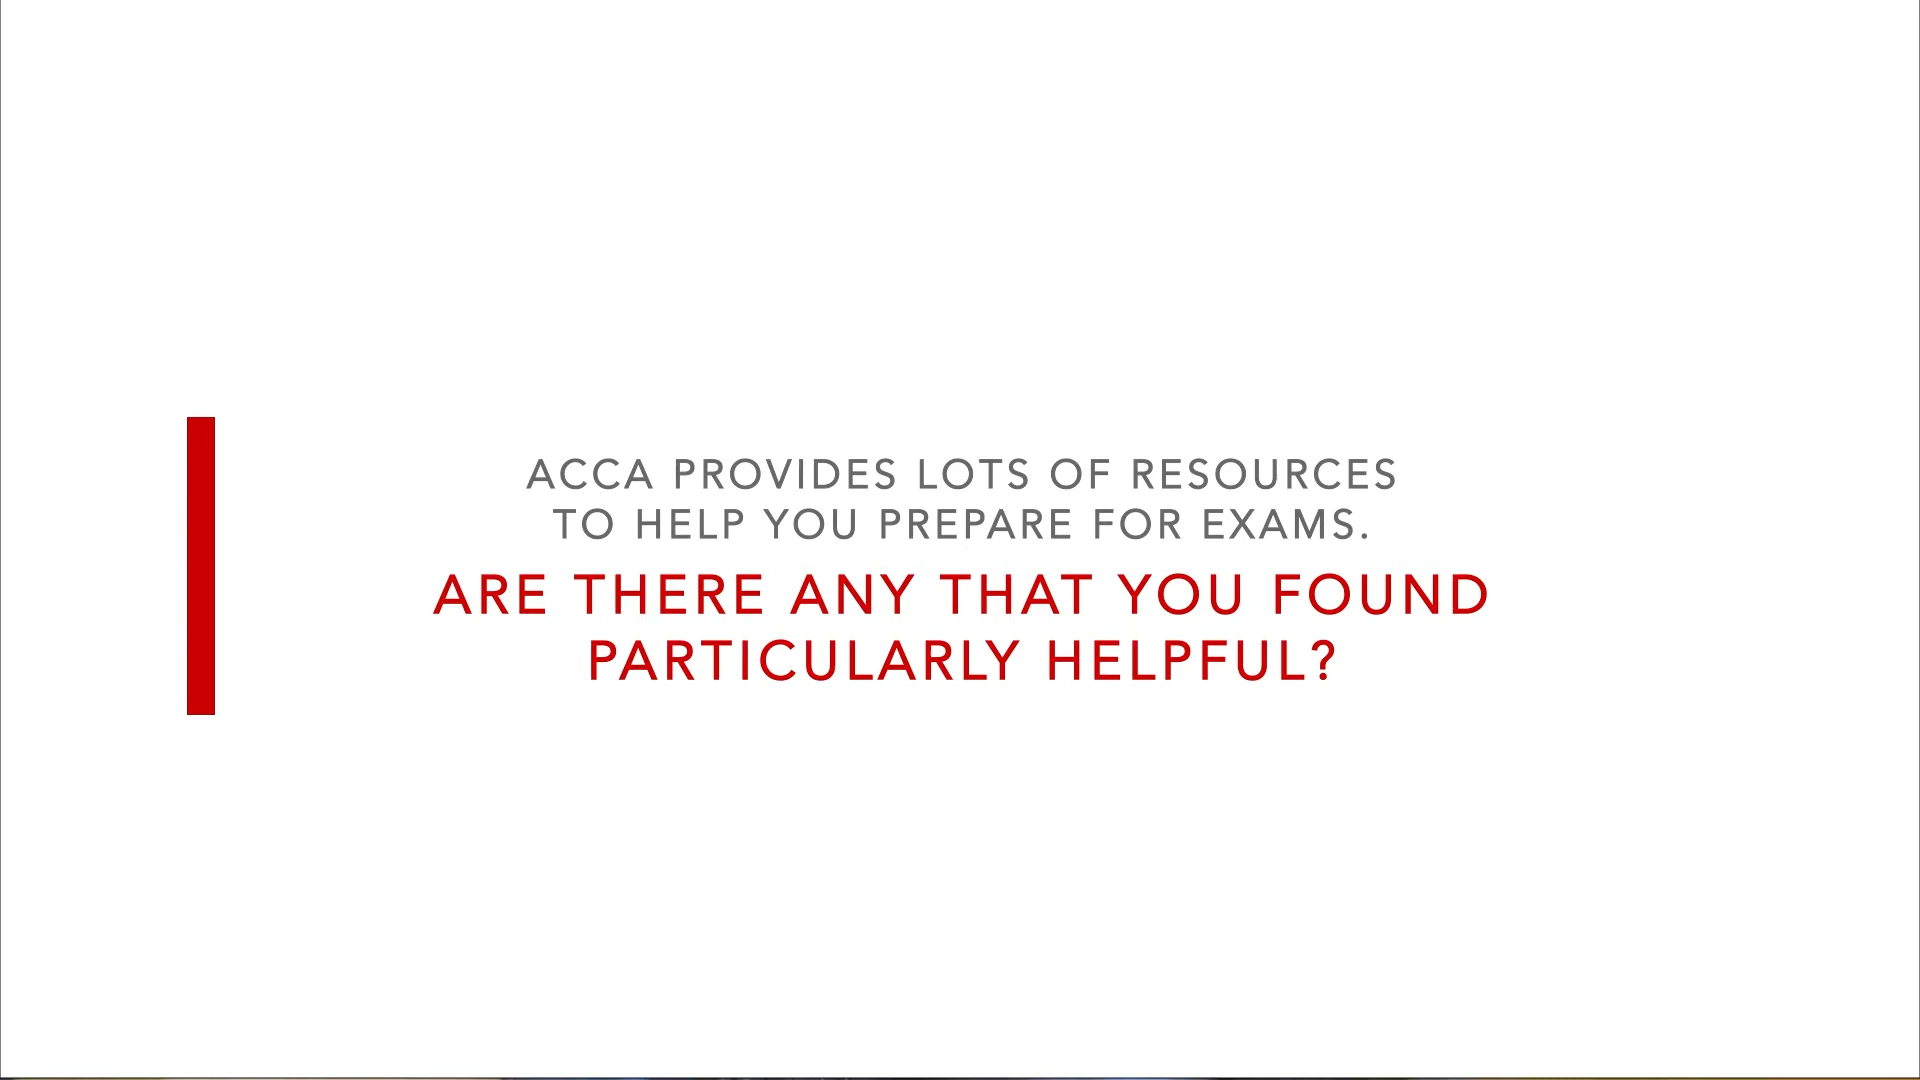 ACCA PROVIDES LOTS OF RESOURCES
TO HELP YOU PREPARE FOR EXAMS.
ARE THERE ANY THAT YOU FOUND
PARTICULARLY HELPFUL?